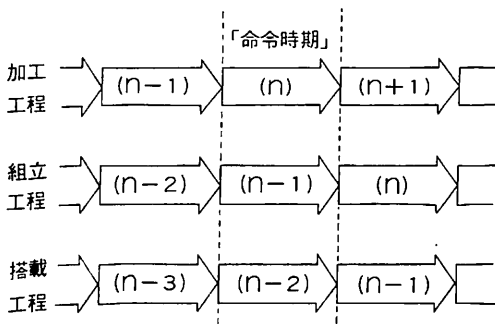 「命令時期」
加工
工程
(n-1)
(n)
(n+1)
組立
工程
(n-2)
(n-1)
(n)
搭載
工程
(n-3)
(n-2)
(n-1)